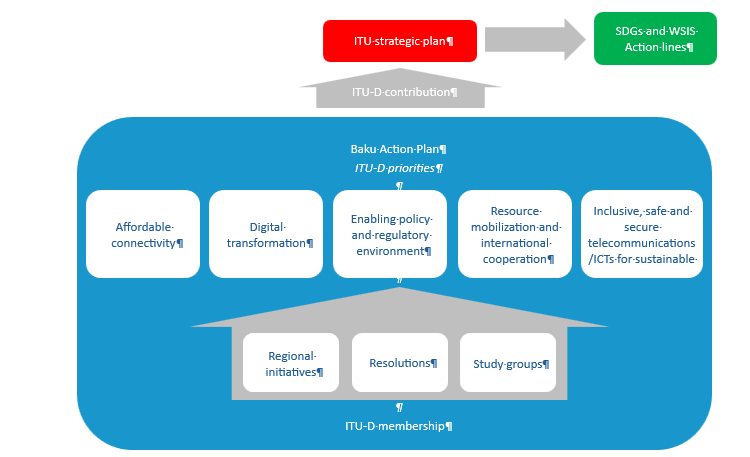 ITU·strategic·plan¶
SDGs·and·WSIS·
Action·lines¶
ITU-D·contribution¶
Baku·Action·Plan¶
ITU-D·priorities¶
¶
Affordable·
connectivity¶
Digital·
transformation¶
Enabling·policy·
and·regulatory·
environment¶
Resource·
mobilization·and·
international·
cooperation¶
Inclusive,·safe·and·
secure·
telecommunications
/ICTs·for·sustainable·
¶
Regional·
initiatives¶
Resolutions¶
Study·groups¶
¶
ITU-D·membership¶